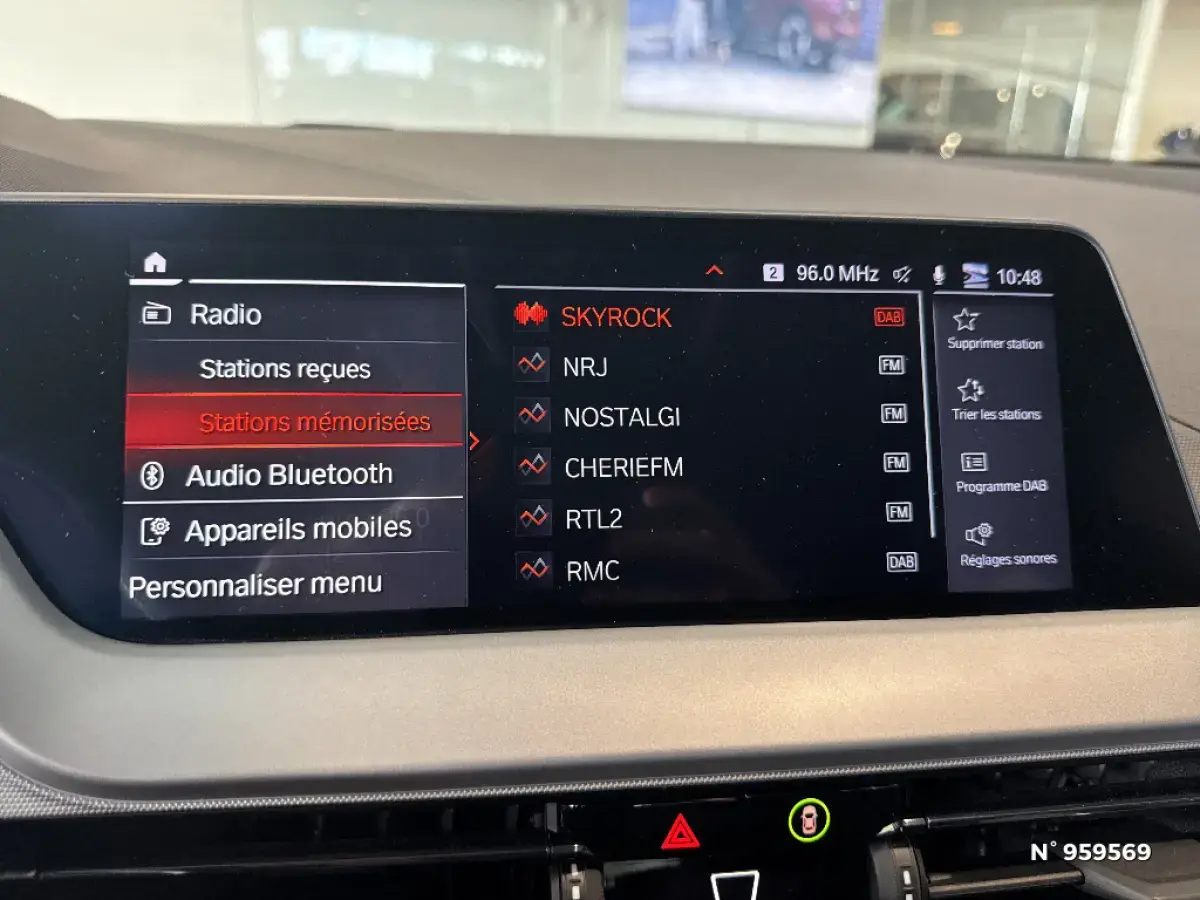 2 96.0 MHz 10:48
Radio
Stations reçues
Stations mémorisées
Audio Bluetooth
Appareils mobiles
Personnaliser menu
SKYROCK DAB
NRJ FM
NOSTALGI FM
CHERIEFM FM
RTL2 FM
RMC DAB
Supprimer station
Trier les stations
Programme DAB
Réglages sonores
N° 959569